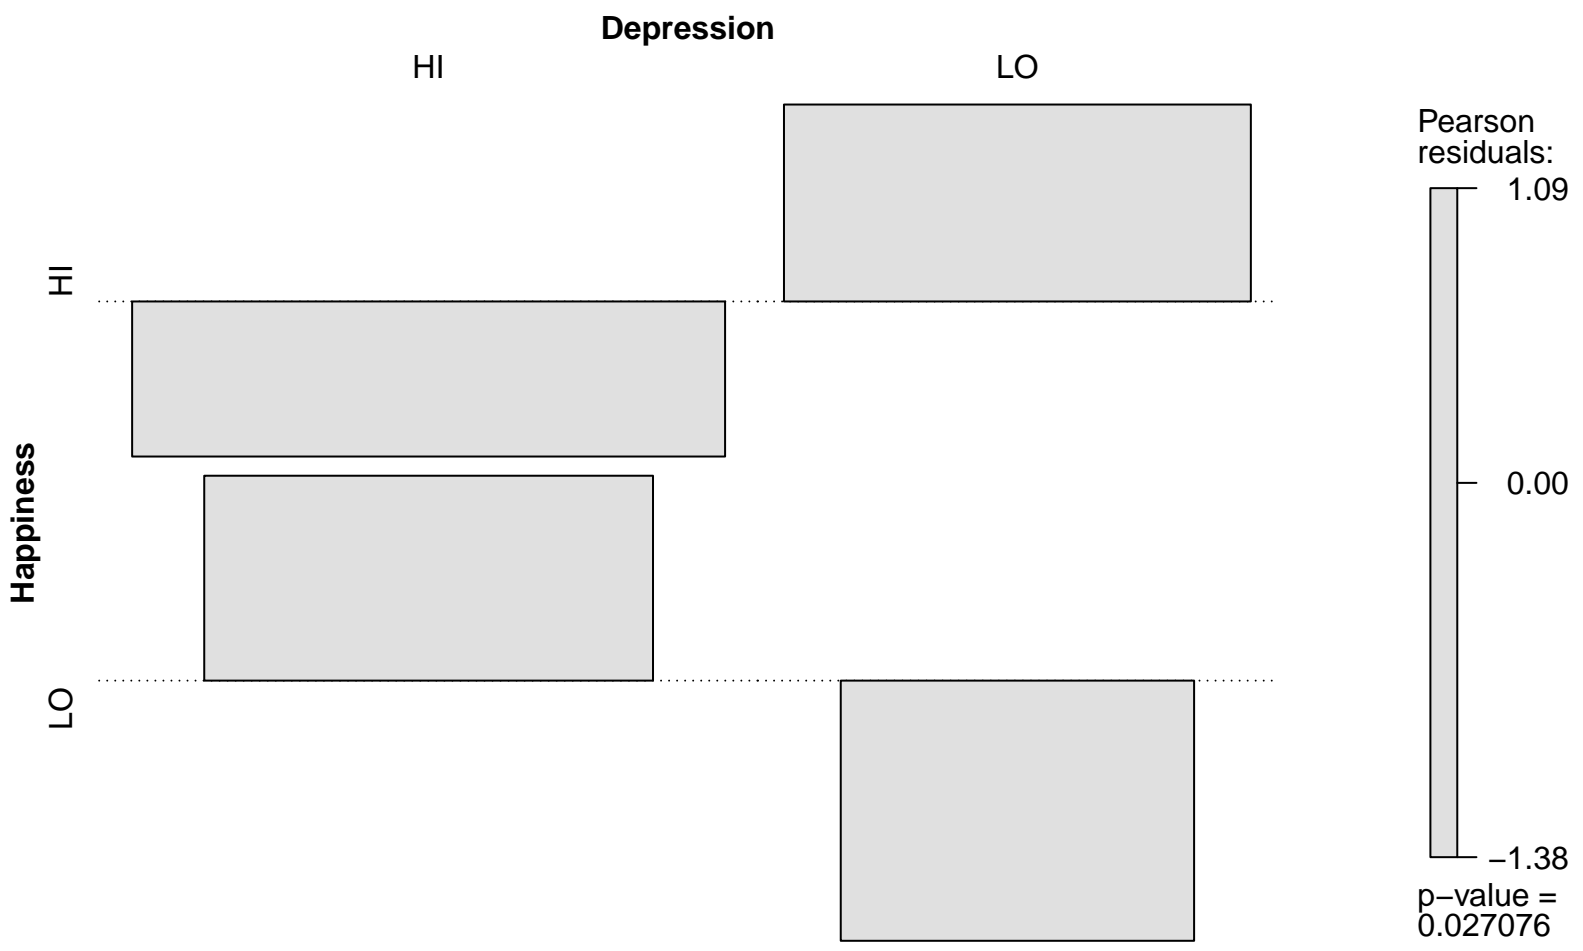 Depression
HI LO
Pearson
residuals:
1.09
HI
Happiness
0.00
LO
−1.38
p−value =
0.027076